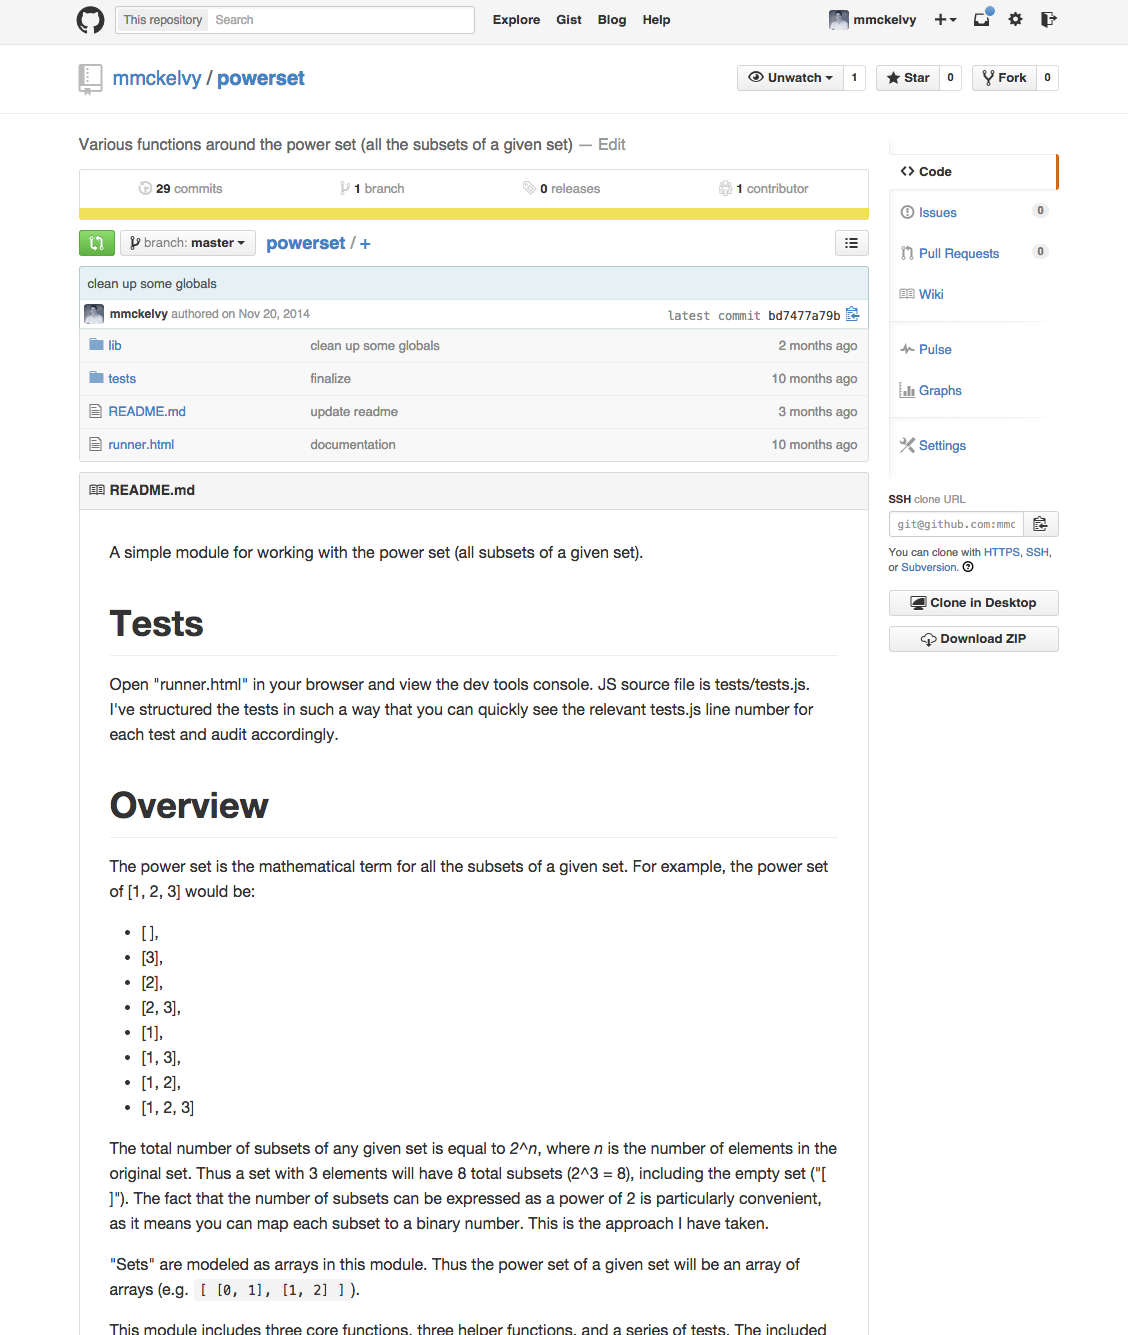 This repository Search Explore Gist Blog Help mmckelvy
mmckelvy / powerset Unwatch 1 Star 0 Fork 0
Various functions around the power set (all the subsets of a given set) — Edit
29 commits 1 branch 0 releases 1 contributor
branch: master powerset / +
clean up some globals
mmckelvy authored on Nov 20, 2014 latest commit bd7477a79b
lib clean up some globals 2 months ago
tests finalize 10 months ago
README.md update readme 3 months ago
runner.html documentation 10 months ago
README.md
A simple module for working with the power set (all subsets of a given set).
Tests
Open "runner.html" in your browser and view the dev tools console. JS source file is tests/tests.js.
I've structured the tests in such a way that you can quickly see the relevant tests.js line number for
each test and audit accordingly.
Overview
The power set is the mathematical term for all the subsets of a given set. For example, the power set
of [1, 2, 3] would be:
• [ ],
• [3],
• [2],
• [2, 3],
• [1],
• [1, 3],
• [1, 2],
• [1, 2, 3]
The total number of subsets of any given set is equal to 2^n, where n is the number of elements in the
original set. Thus a set with 3 elements will have 8 total subsets (2^3 = 8), including the empty set ("[
]"). The fact that the number of subsets can be expressed as a power of 2 is particularly convenient,
as it means you can map each subset to a binary number. This is the approach I have taken.
"Sets" are modeled as arrays in this module. Thus the power set of a given set will be an array of
arrays (e.g. [ [0, 1], [1, 2] ] ).
This module includes three core functions, three helper functions, and a series of tests. The included
Code
Issues 0
Pull Requests 0
Wiki
Pulse
Graphs
Settings
SSH clone URL
git@github.com:mmc
You can clone with HTTPS, SSH,
or Subversion.
Clone in Desktop
Download ZIP